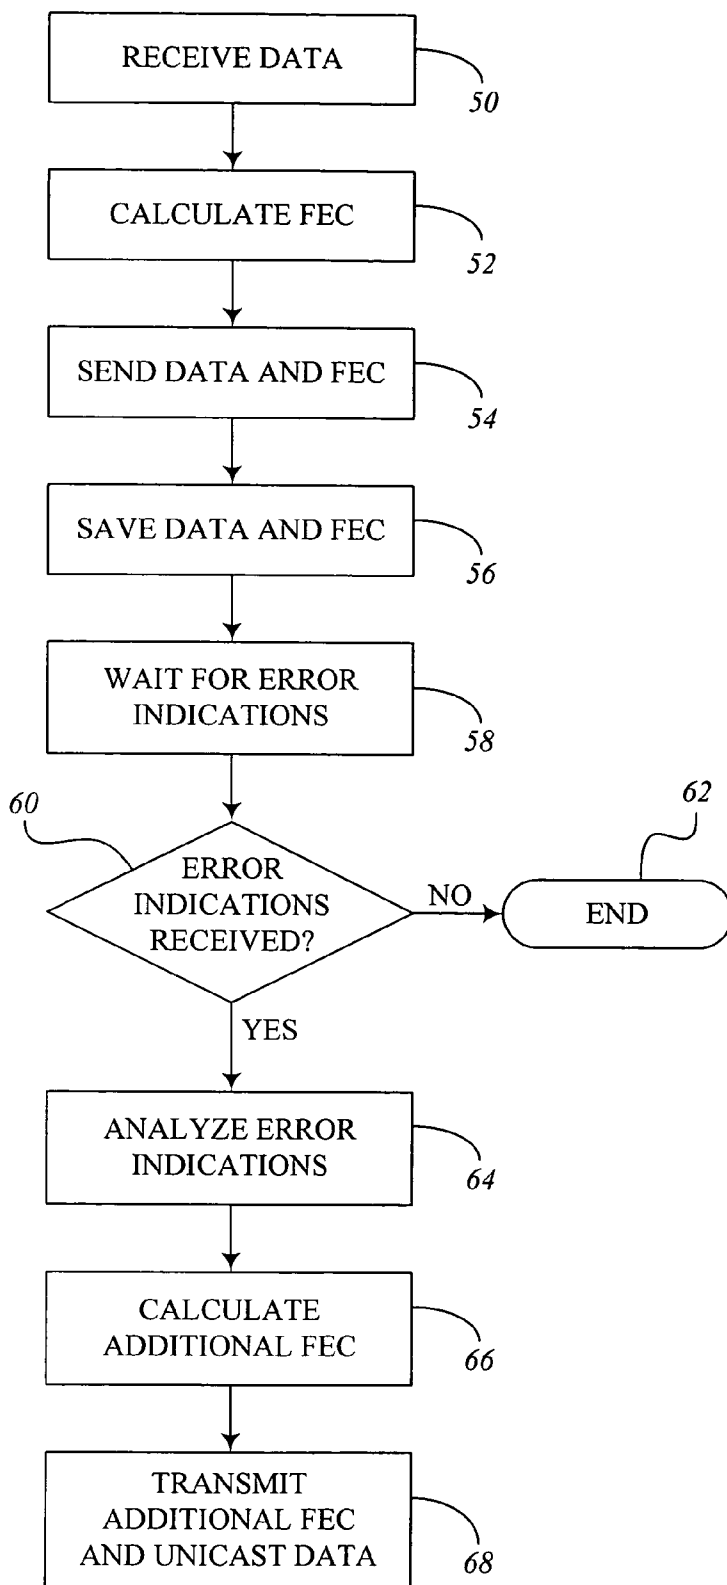 RECEIVE DATA
50
CALCULATE FEC
52
SEND DATA AND FEC
54
SAVE DATA AND FEC
56
WAIT FOR ERROR
INDICATIONS
58
60
62
ERROR
INDICATIONS
RECEIVED?
NO
END
YES
ANALYZE ERROR
INDICATIONS
64
CALCULATE
ADDITIONAL FEC
66
TRANSMIT
ADDITIONAL FEC
AND UNICAST DATA
68